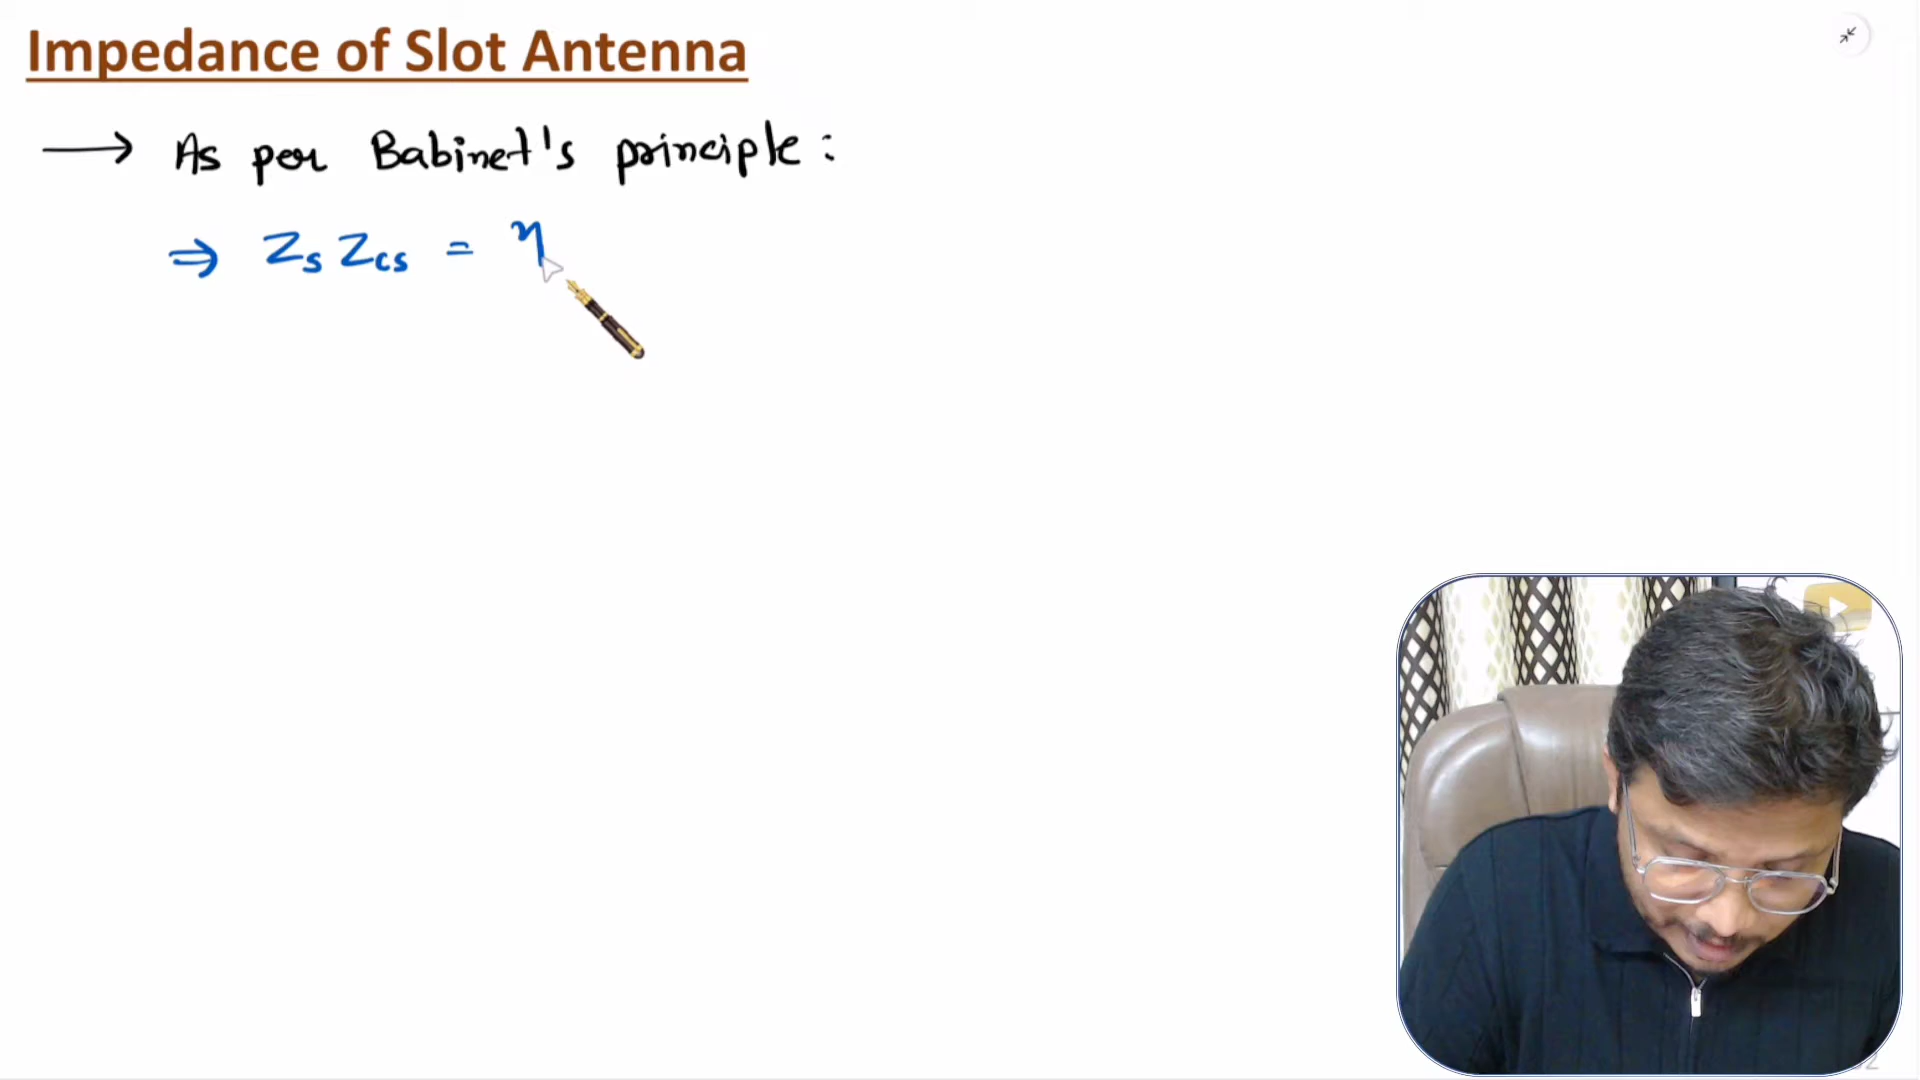 Impedance of Slot Antenna
→ As per Babinet's principle:
⇒ Zs Zcs = η